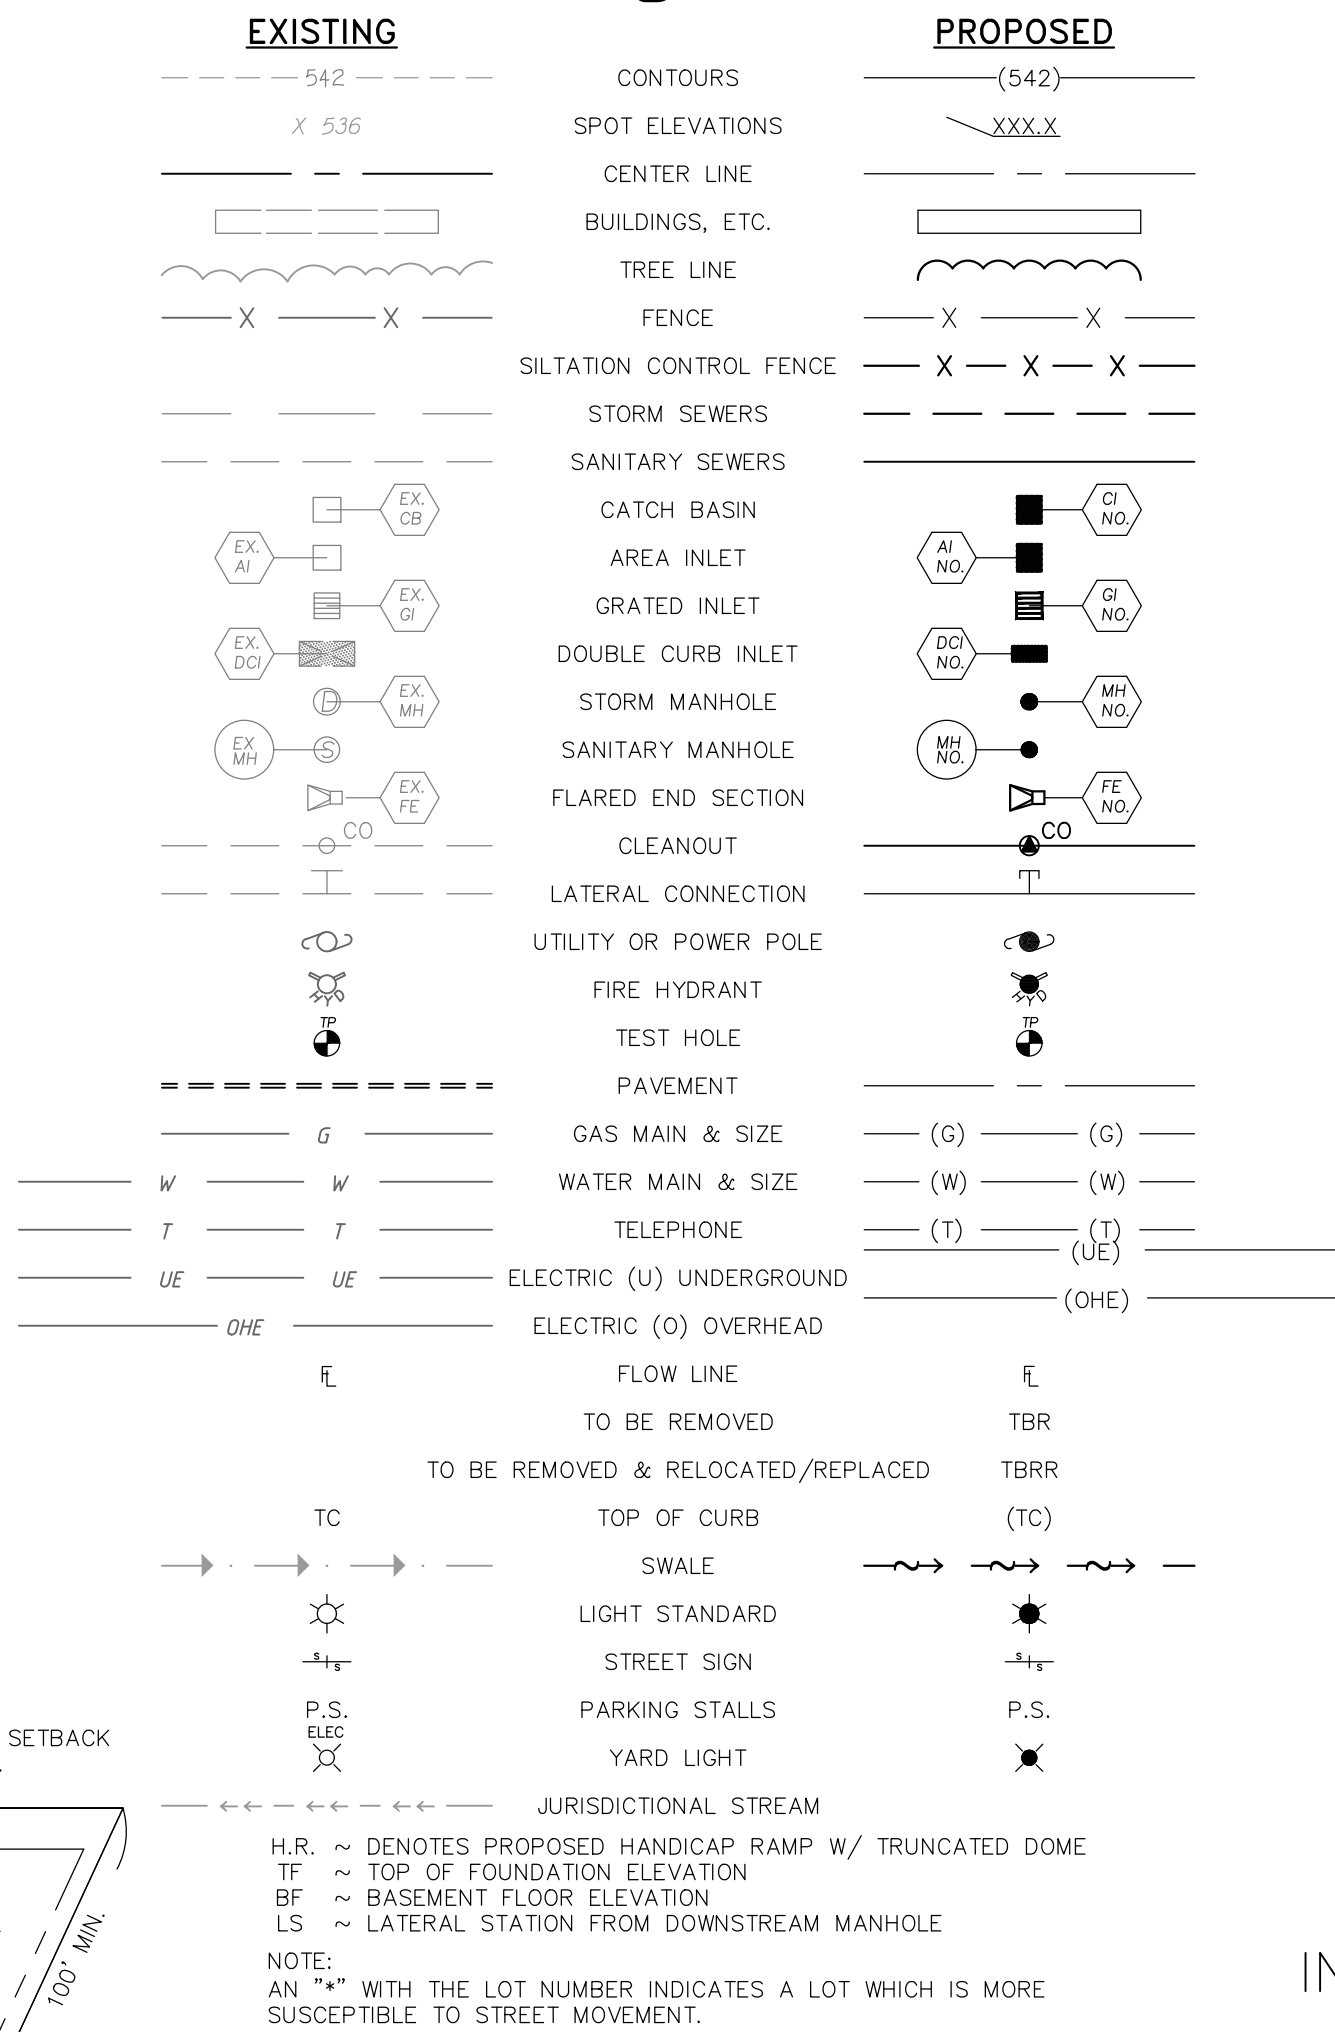 EXISTING PROPOSED
542 CONTOURS (542)
X 536 SPOT ELEVATIONS XXX.X
CENTER LINE
BUILDINGS, ETC.
TREE LINE
X X FENCE X X
SILTATION CONTROL FENCE X X X
STORM SEWERS
SANITARY SEWERS
EX. CB CATCH BASIN CI NO.
EX. AI AREA INLET AI NO.
EX. GI GRATED INLET GI NO.
EX. DCI DOUBLE CURB INLET DCI NO.
D EX. MH STORM MANHOLE MH NO.
EX MH S SANITARY MANHOLE MH NO.
EX. FE FLARED END SECTION FE NO.
CO CLEANOUT CO
LATERAL CONNECTION
UTILITY OR POWER POLE
HYD FIRE HYDRANT HYD
TP TEST HOLE TP
PAVEMENT
G GAS MAIN & SIZE (G) (G)
W W WATER MAIN & SIZE (W) (W)
T T TELEPHONE (T) (T)
UE UE ELECTRIC (U) UNDERGROUND (UE)
OHE ELECTRIC (O) OVERHEAD (OHE)
FL FLOW LINE FL
TO BE REMOVED TBR
TO BE REMOVED & RELOCATED/REPLACED TBRR
TC TOP OF CURB (TC)
SWALE
LIGHT STANDARD
S S STREET SIGN S S
P.S. PARKING STALLS P.S.
ELEC YARD LIGHT
JURISDICTIONAL STREAM
H.R. ~ DENOTES PROPOSED HANDICAP RAMP W/ TRUNCATED DOME
TF ~ TOP OF FOUNDATION ELEVATION
BF ~ BASEMENT FLOOR ELEVATION
LS ~ LATERAL STATION FROM DOWNSTREAM MANHOLE
NOTE:
AN "*" WITH THE LOT NUMBER INDICATES A LOT WHICH IS MORE
SUSCEPTIBLE TO STREET MOVEMENT.
SETBACK
100' MIN.